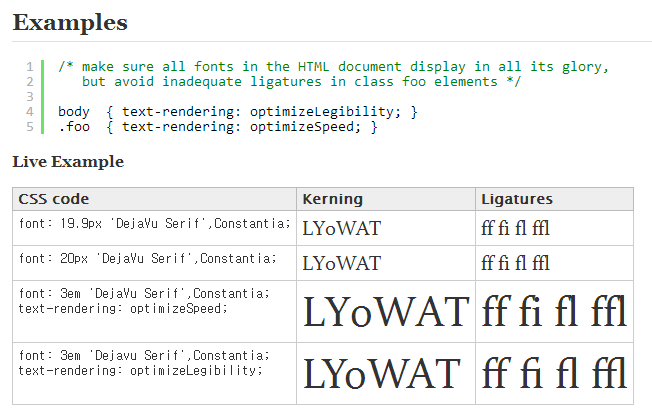 Examples
1 /* make sure all fonts in the HTML document display in all its glory,
2 but avoid inadequate ligatures in class foo elements */
3
4 body { text-rendering: optimizeLegibility; }
5 .foo { text-rendering: optimizeSpeed; }
Live Example
CSS code Kerning Ligatures
font: 19.9px 'DejaVu Serif',Constantia; LYoWAT ff fi fl ffl
font: 20px 'DejaVu Serif',Constantia; LYoWAT ff fi fl ffl
font: 3em 'DejaVu Serif',Constantia;
text-rendering: optimizeSpeed; LYoWAT ff fi fl ffl
font: 3em 'Dejavu Serif',Constantia;
text-rendering: optimizeLegibility; LYoWAT ff fi fl ffl